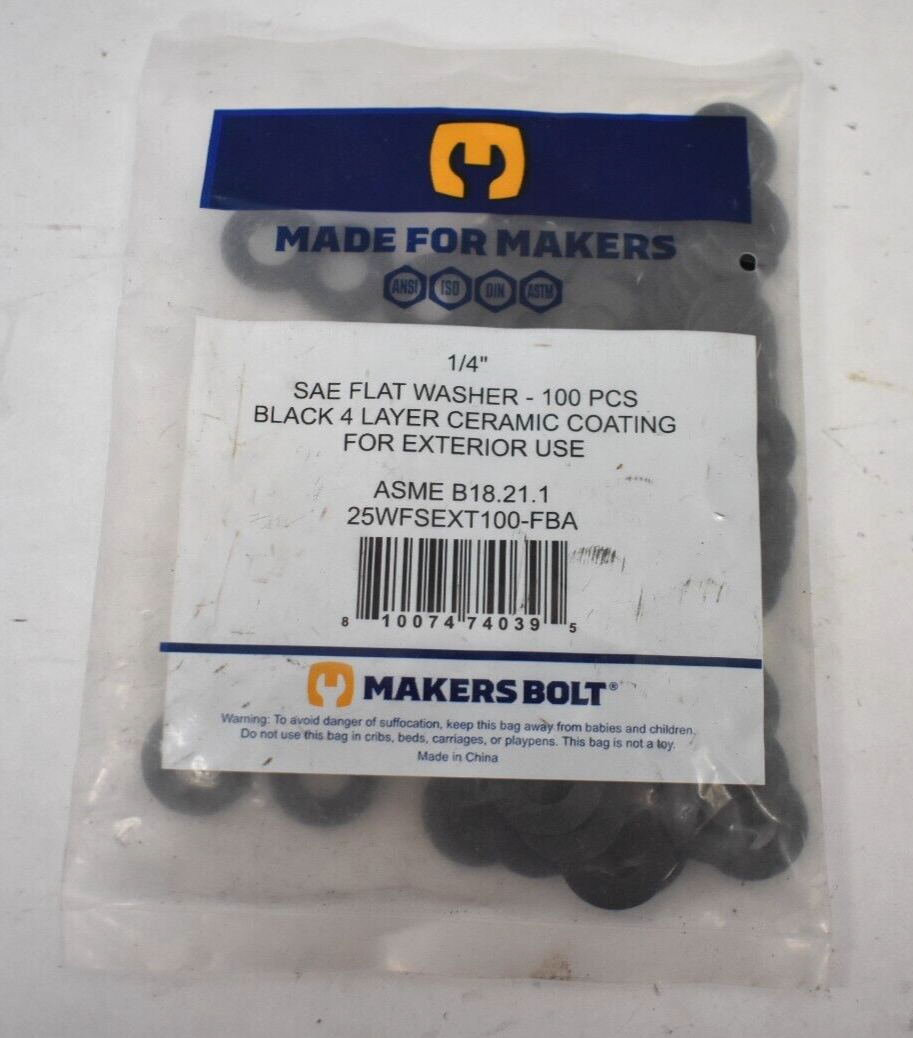 MADE FOR MAKERS
ANSI ISO DIN ASTM
1/4"
SAE FLAT WASHER - 100 PCS
BLACK 4 LAYER CERAMIC COATING
FOR EXTERIOR USE
ASME B18.21.1
25WFSEXT100-FBA
8 10074 74039 5
MAKERS BOLT®
Warning: To avoid danger of suffocation, keep this bag away from babies and children.
Do not use this bag in cribs, beds, carriages, or playpens. This bag is not a toy.
Made in China